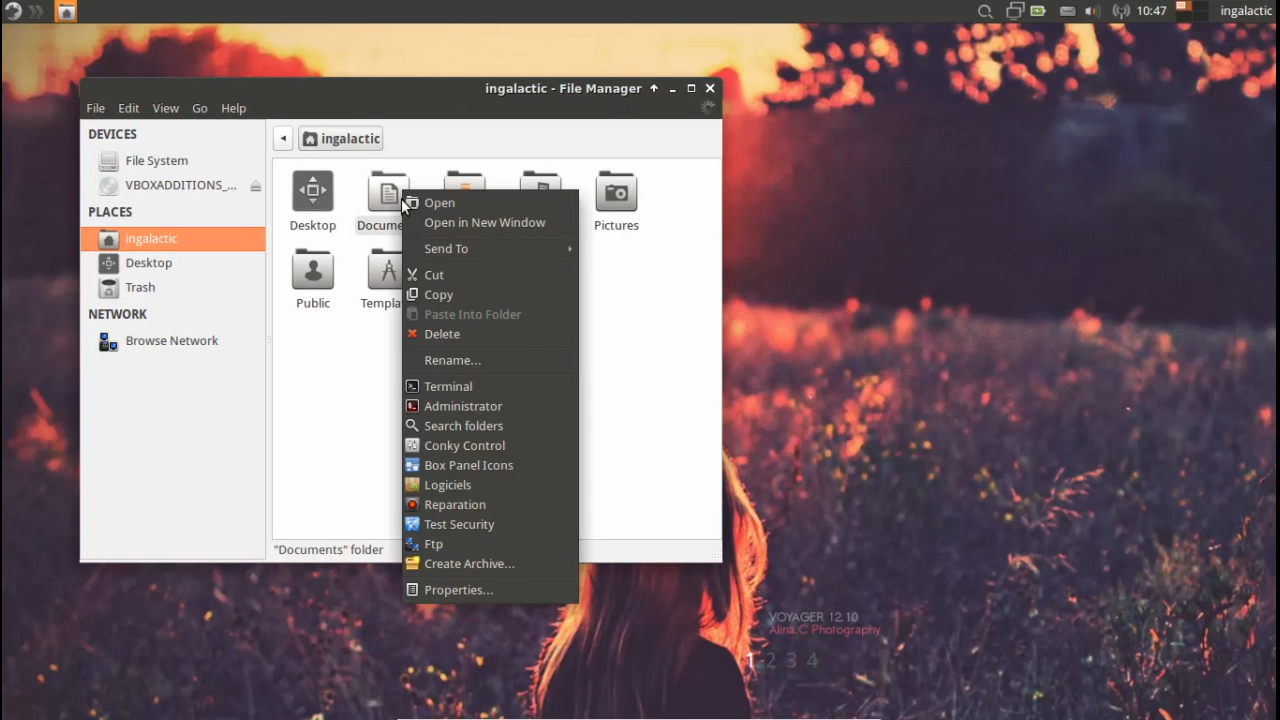 10:47
ingalactic
ingalactic - File Manager
File Edit View Go Help
DEVICES
File System
VBOXADDITIONS_...
PLACES
ingalactic
Desktop
Trash
NETWORK
Browse Network
ingalactic
Desktop
Docume
Pictures
Public
Templa
"Documents" folder
Open
Open in New Window
Send To
Cut
Copy
Paste Into Folder
Delete
Rename...
Terminal
Administrator
Search folders
Conky Control
Box Panel Icons
Logiciels
Reparation
Test Security
Ftp
Create Archive...
Properties...
VOYAGER 12.10
Alina.C Photography
1 2 3 4